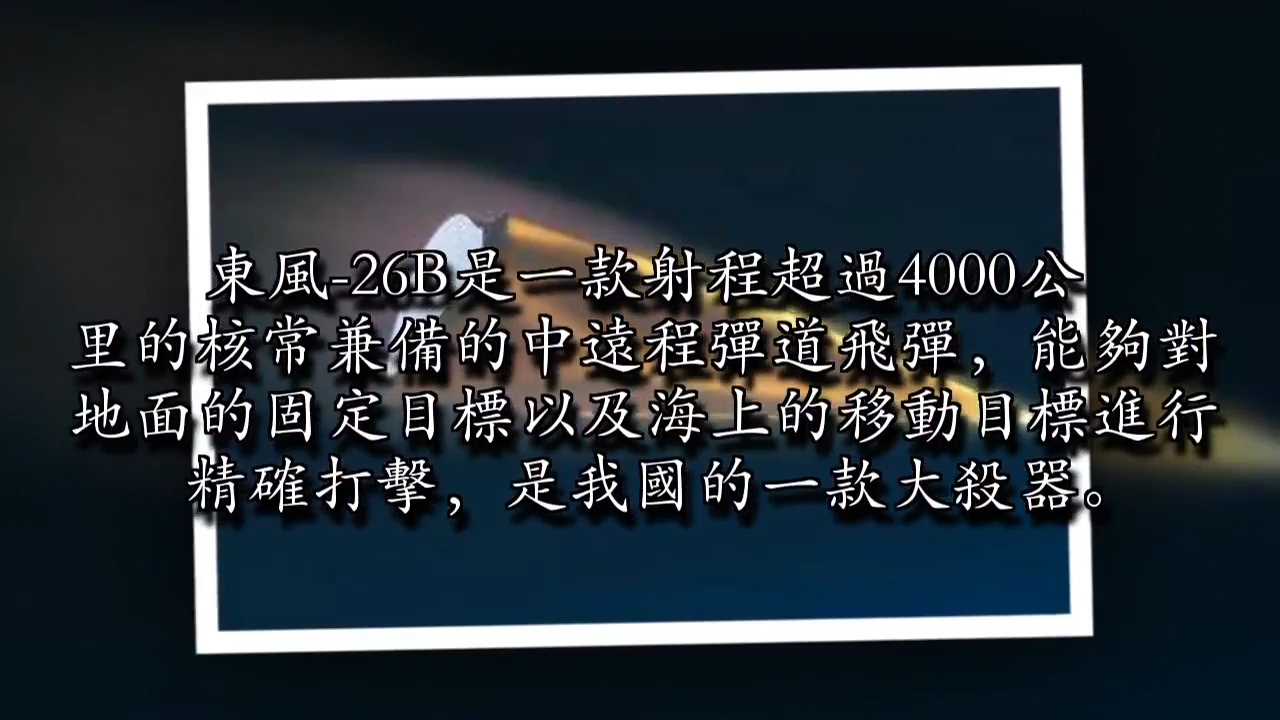 東風-26B是一款射程超過4000公
里的核常兼備的中遠程彈道飛彈，能夠對
地面的固定目標以及海上的移動目標進行
精確打擊，是我國的一款大殺器。